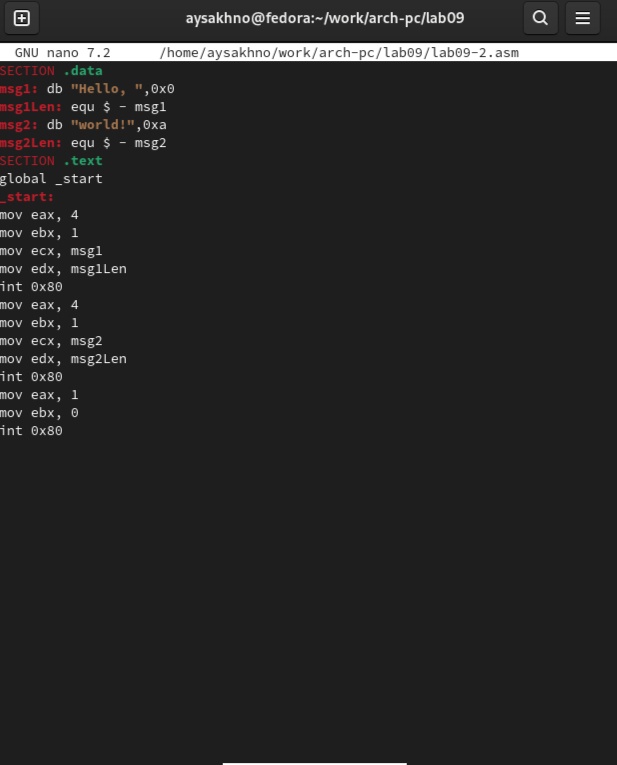 aysakhno@fedora:~/work/arch-pc/lab09
GNU nano 7.2 /home/aysakhno/work/arch-pc/lab09/lab09-2.asm
SECTION .data
msg1: db "Hello, ",0x0
msg1Len: equ $ - msg1
msg2: db "world!",0xa
msg2Len: equ $ - msg2
SECTION .text
global _start
_start:
mov eax, 4
mov ebx, 1
mov ecx, msg1
mov edx, msg1Len
int 0x80
mov eax, 4
mov ebx, 1
mov ecx, msg2
mov edx, msg2Len
int 0x80
mov eax, 1
mov ebx, 0
int 0x80